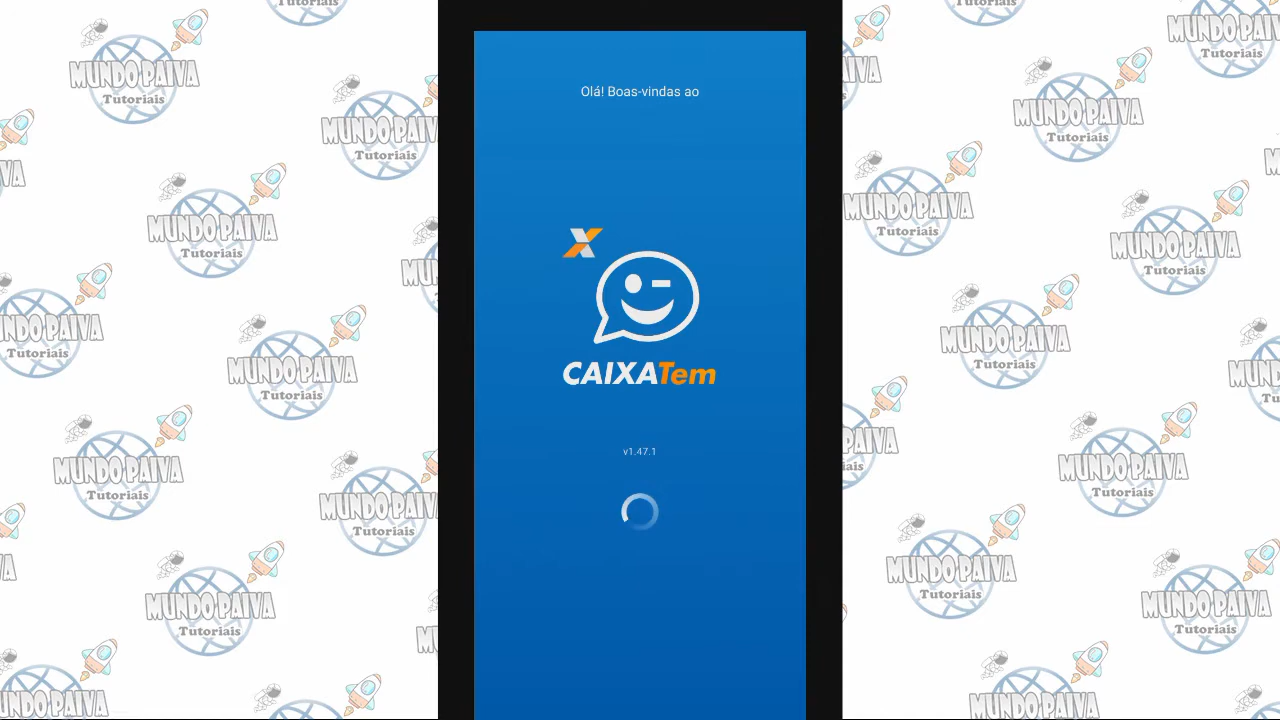 Olá! Boas-vindas ao
CAIXATem
v1.47.1
MUNDO PAIVA
Tutoriais